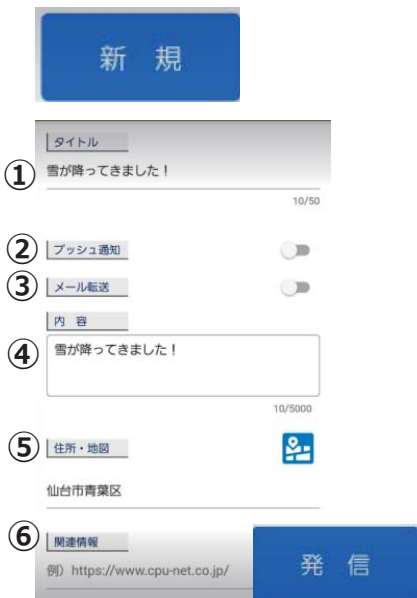 新 規
タイトル
① 雪が降ってきました！
10/50
② プッシュ通知
③ メール転送
内 容
④ 雪が降ってきました！
10/5000
⑤ 住所・地図
仙台市青葉区
⑥ 関連情報
例）https://www.cpu-net.co.jp/
発 信